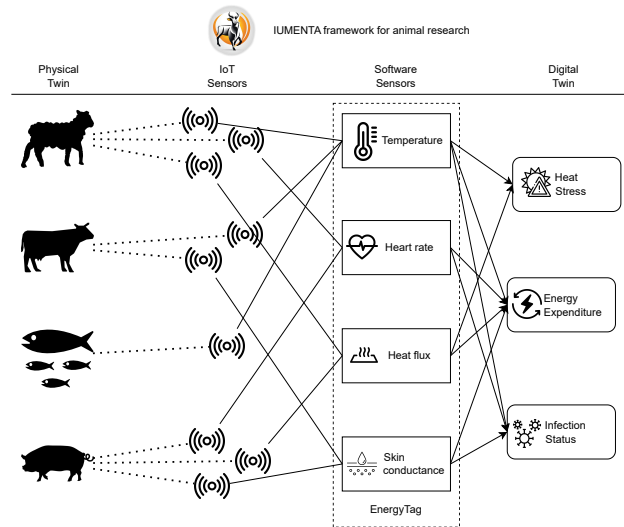 IUMENTA framework for animal research
Physical
Twin
IoT
Sensors
Software
Sensors
Digital
Twin
Temperature
Heat
Stress
Heart rate
Energy
Expenditure
Heat flux
Infection
Status
Skin
conductance
EnergyTag